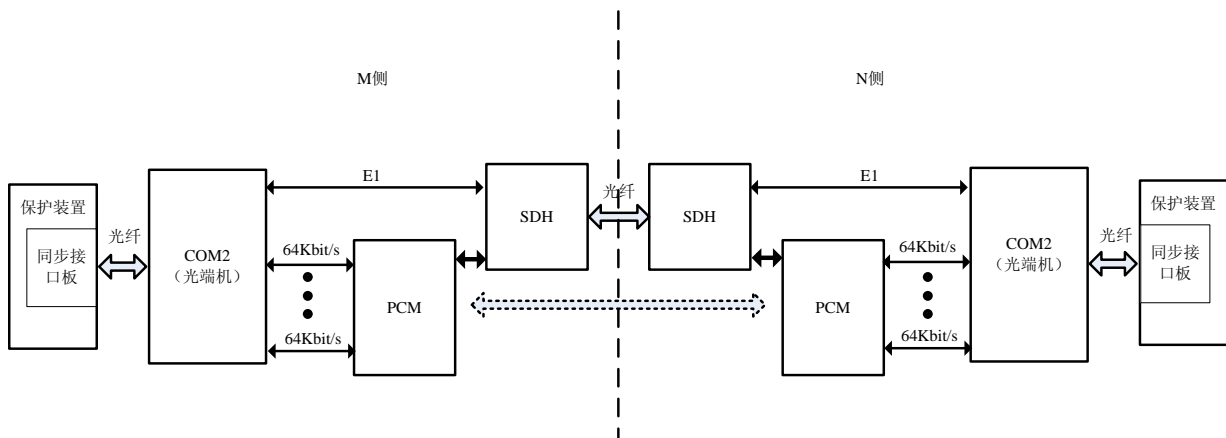 M侧
N侧
保护装置
同步接
口板
光纤
COM2
（光端机）
E1
64Kbit/s
64Kbit/s
PCM
SDH
光纤
SDH
E1
PCM
64Kbit/s
64Kbit/s
COM2
（光端机）
光纤
保护装置
同步接
口板